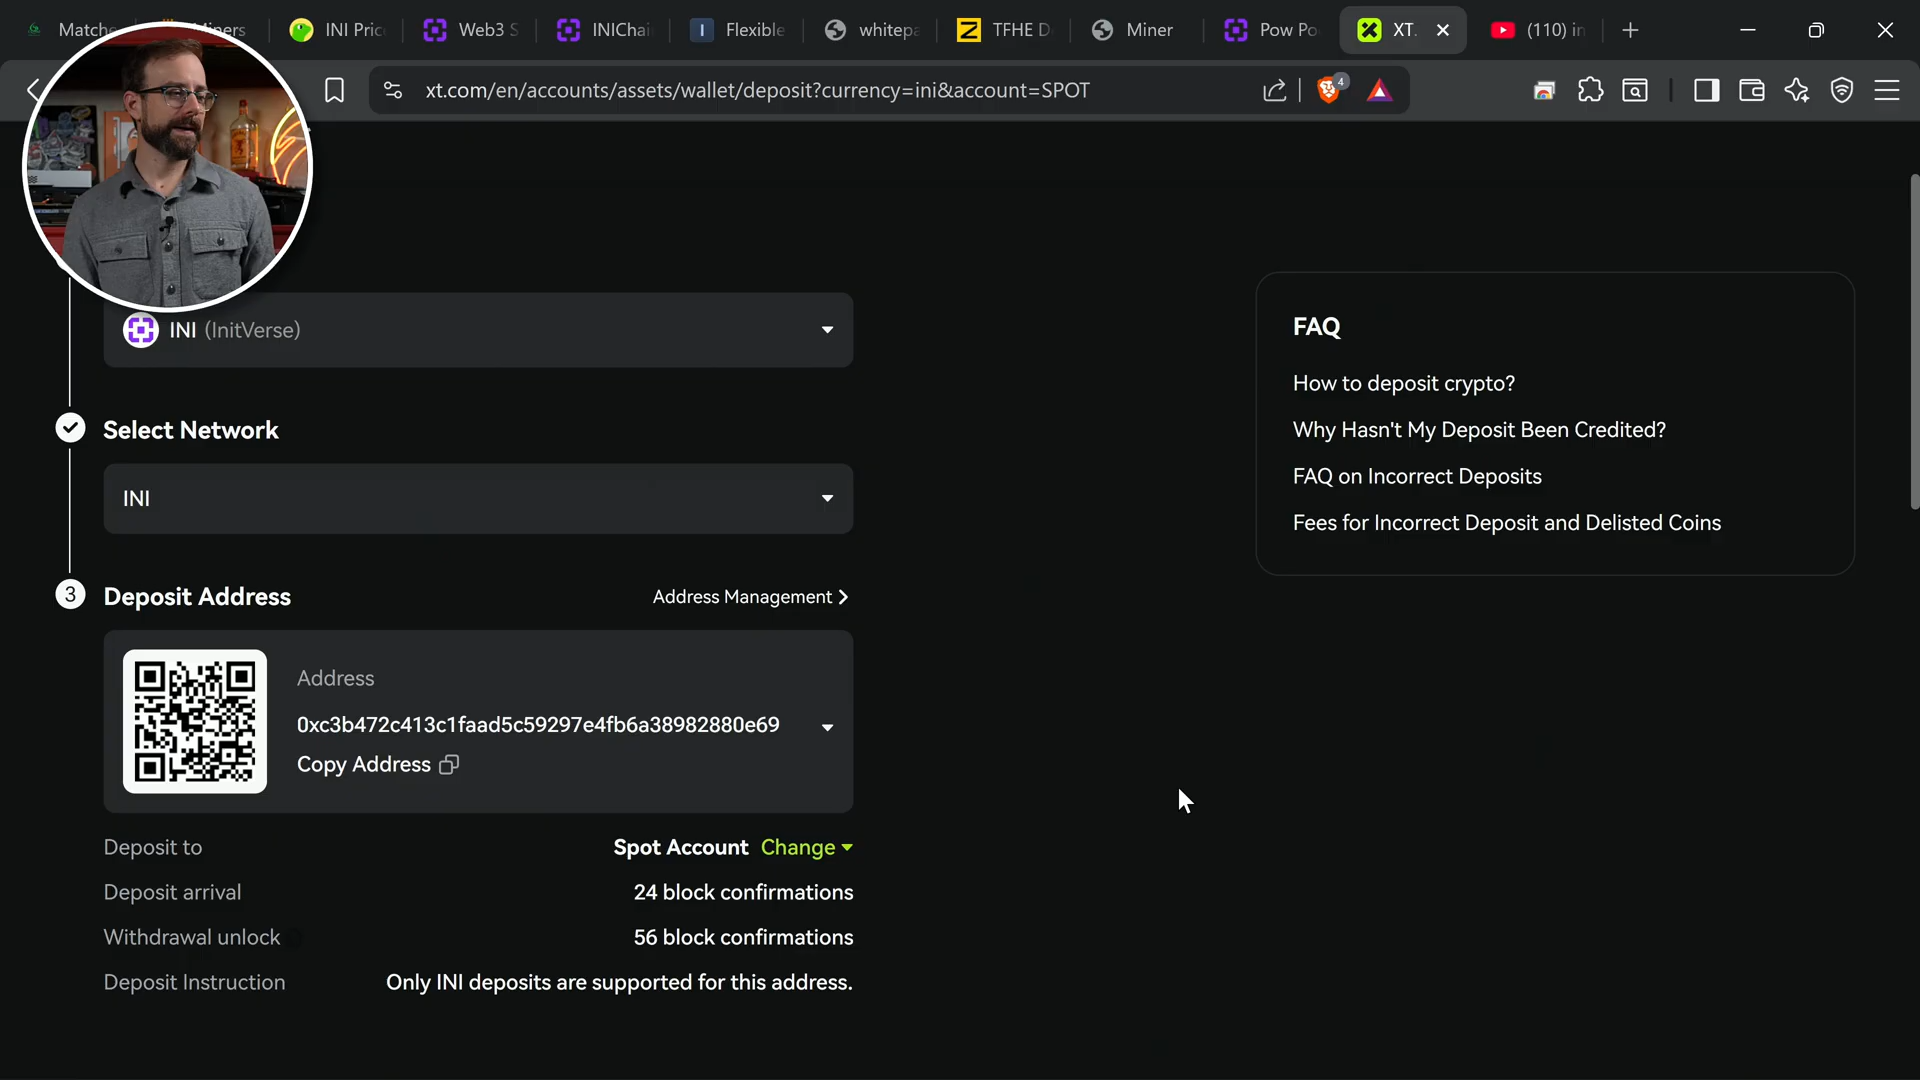 Matche
Miners
INI Pric
Web3 S
INIChai
Flexible
whitepa
TFHE D
Miner
Pow Po
XT.
(110) in
xt.com/en/accounts/assets/wallet/deposit?currency=ini&account=SPOT
4
INI (InitVerse)
Select Network
INI
3 Deposit Address
Address Management
Address
0xc3b472c413c1faad5c59297e4fb6a38982880e69
Copy Address
Deposit to
Spot Account Change
Deposit arrival
24 block confirmations
Withdrawal unlock
56 block confirmations
Deposit Instruction
Only INI deposits are supported for this address.
FAQ
How to deposit crypto?
Why Hasn't My Deposit Been Credited?
FAQ on Incorrect Deposits
Fees for Incorrect Deposit and Delisted Coins